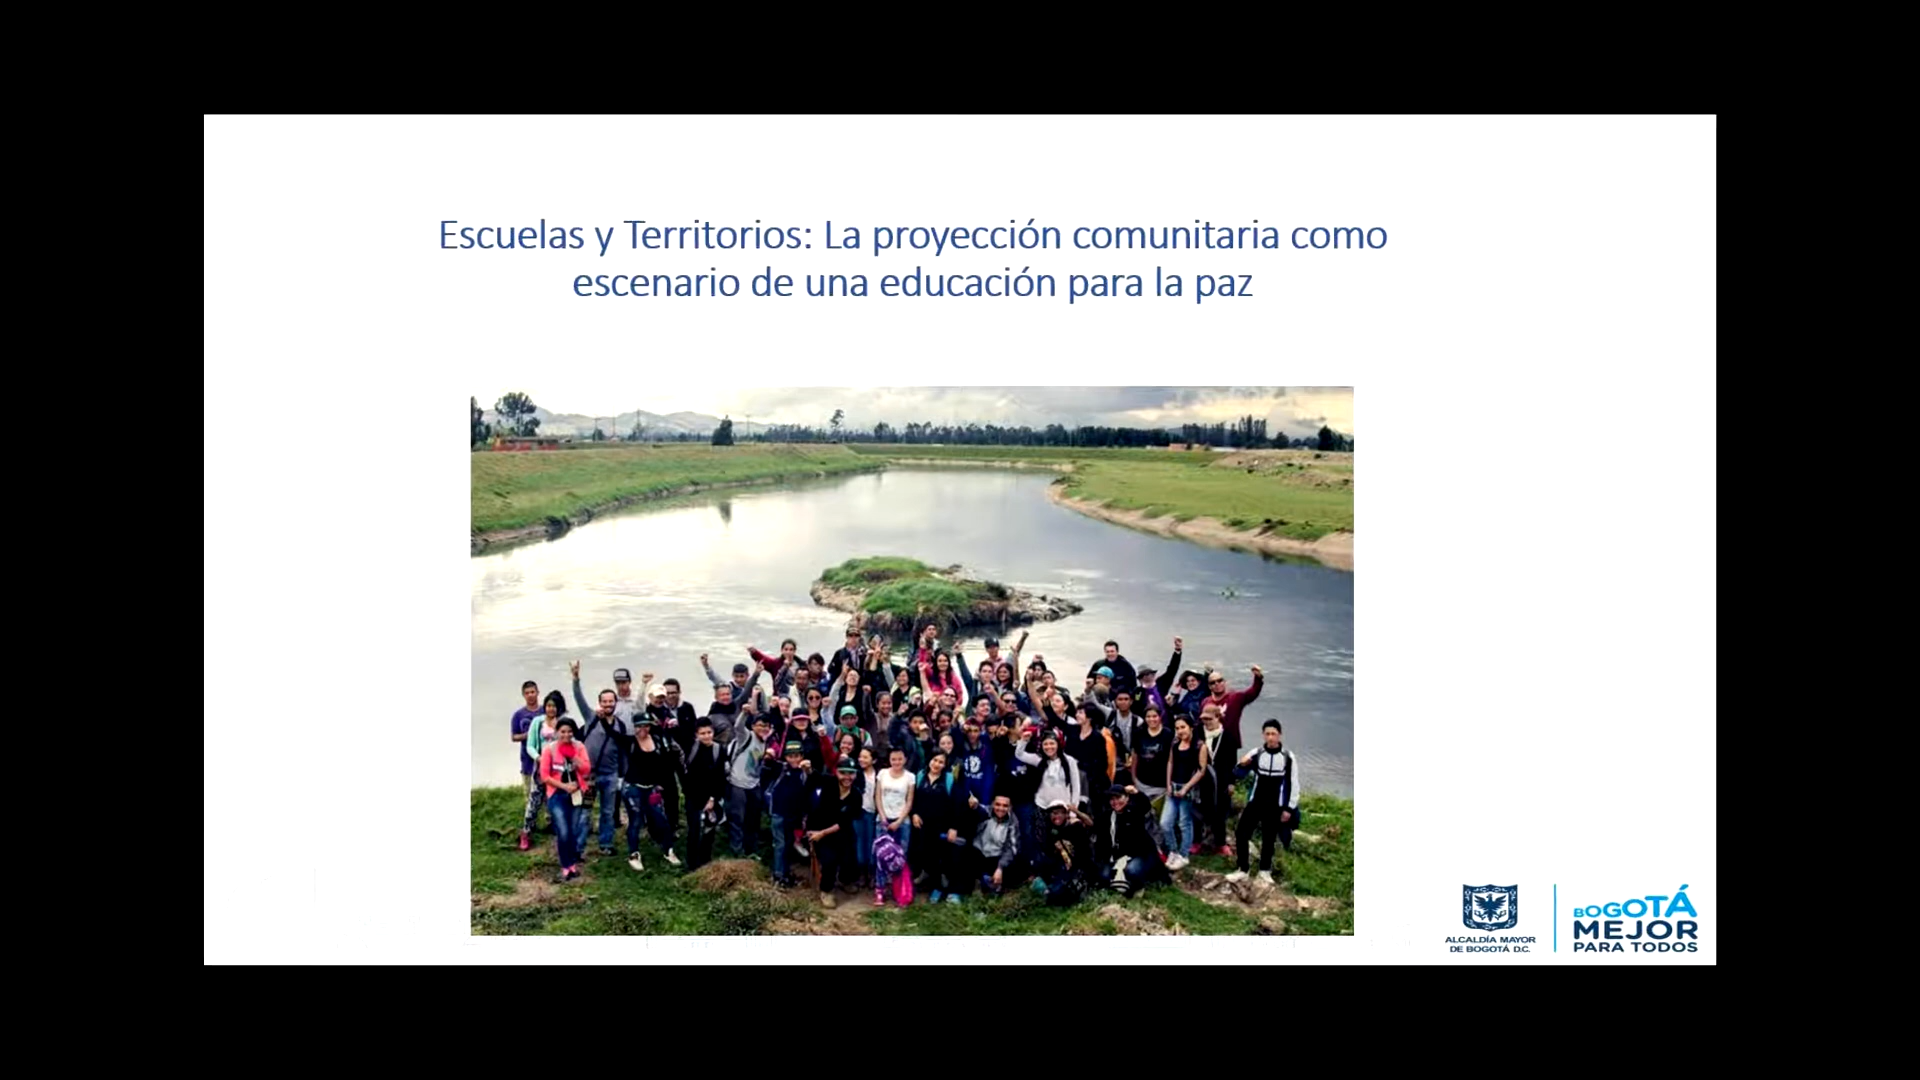 Escuelas y Territorios: La proyección comunitaria como
escenario de una educación para la paz
ALCALDÍA MAYOR
DE BOGOTÁ D.C.
BOGOTÁ
MEJOR
PARA TODOS